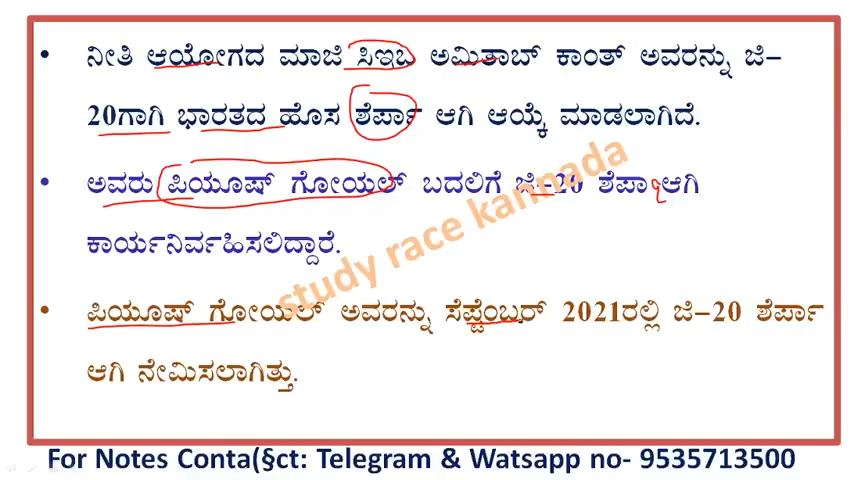 • ನೀತಿ ಆಯೋಗದ ಮಾಜಿ ಸಿಇಬ ಅಮಿತಾಬ್ ಕಾಂತ್ ಅವರನ್ನು ಜಿ–
20ಗಾಗಿ ಭಾರತದ ಹೊಸ ಶೆರ್ಪಾ ಆಗಿ ಆಯ್ಕೆ ಮಾಡಲಾಗಿದೆ.
• ಅವರು ಪಿಯೂಷ್ ಗೋಯಲ್ ಬದಲಿಗೆ ಜಿ–20 ಶೆರ್ಪಾ ಆಗಿ
ಕಾರ್ಯನಿರ್ವಹಿಸಲಿದ್ದಾರೆ.
study race kannada
• ಪಿಯೂಷ್ ಗೋಯಲ್ ಅವರನ್ನು ಸೆಪ್ಟೆಂಬರ್ 2021ರಲ್ಲಿ ಜಿ–20 ಶೆರ್ಪಾ
ಆಗಿ ನೇಮಿಸಲಾಗಿತ್ತು.
For Notes Conta(§ct: Telegram & Watsapp no- 9535713500